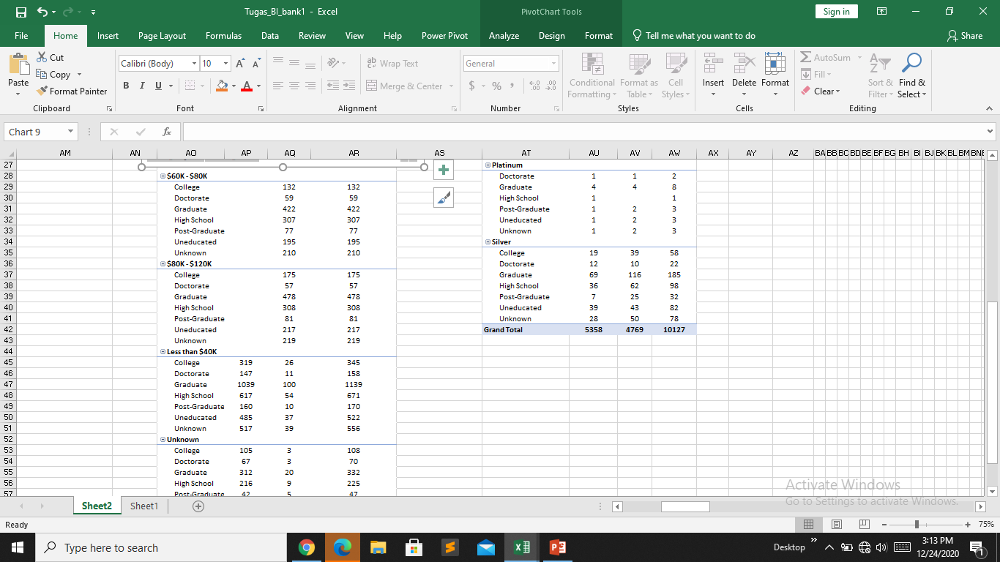 Tugas_BI_bank1 - Excel
PivotChart Tools
Sign in
File Home Insert Page Layout Formulas Data Review View Help Power Pivot Analyze Design Format Tell me what you want to do Share
Paste
Cut
Copy
Format Painter
Clipboard
Calibri (Body) 10 A A
B I U A
Font
Wrap Text
Merge & Center
Alignment
General
$ % ,
Number
Conditional Formatting
Format as Table
Cell Styles
Styles
Insert Delete Format
Cells
AutoSum
Fill
Clear
Sort & Filter
Find & Select
Editing
Chart 9
fx
AM AN AO AP AQ AR AS AT AU AV AW AX AY AZ BA BB BC BD BE BF BG BH BI BJ BK BL BM BN
27 Platinum
28 $60K - $80K Doctorate 1 1 2
29 College 132 132 Graduate 4 4 8
30 Doctorate 59 59 High School 1 1
31 Graduate 422 422 Post-Graduate 1 2 3
32 High School 307 307 Uneducated 1 2 3
33 Post-Graduate 77 77 Unknown 1 2 3
34 Uneducated 195 195 Silver
35 Unknown 210 210 College 19 39 58
36 $80K - $120K Doctorate 12 10 22
37 College 175 175 Graduate 69 116 185
38 Doctorate 57 57 High School 36 62 98
39 Graduate 478 478 Post-Graduate 7 25 32
40 High School 308 308 Uneducated 39 43 82
41 Post-Graduate 81 81 Unknown 28 50 78
42 Uneducated 217 217 Grand Total 5358 4769 10127
43 Unknown 219 219
44 Less than $40K
45 College 319 26 345
46 Doctorate 147 11 158
47 Graduate 1039 100 1139
48 High School 617 54 671
49 Post-Graduate 160 10 170
50 Uneducated 485 37 522
51 Unknown 517 39 556
52 Unknown
53 College 105 3 108
54 Doctorate 67 3 70
55 Graduate 312 20 332
56 High School 216 9 225
57 Post-Graduate 42 5 47
Activate Windows
Go to Settings to activate Windows.
Sheet2 Sheet1
Ready
75%
Type here to search
Desktop
3:13 PM
12/24/2020
1